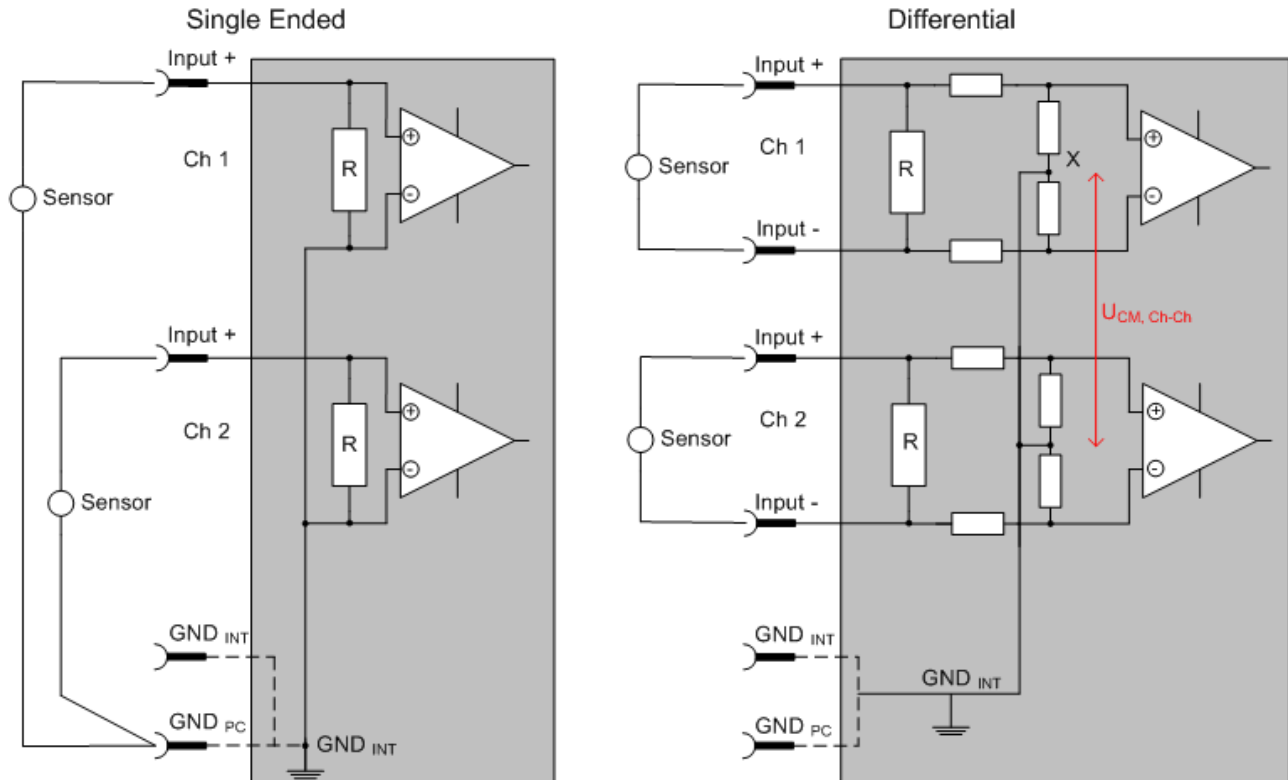 Single Ended
Input +
Ch 1
R
+
-
Sensor
Input +
Ch 2
R
+
-
Sensor
GND INT
GND PC
GND INT
Differential
Input +
Ch 1
Sensor
R
X
+
-
Input -
U CM, Ch-Ch
Input +
Ch 2
Sensor
R
+
-
Input -
GND INT
GND INT
GND PC